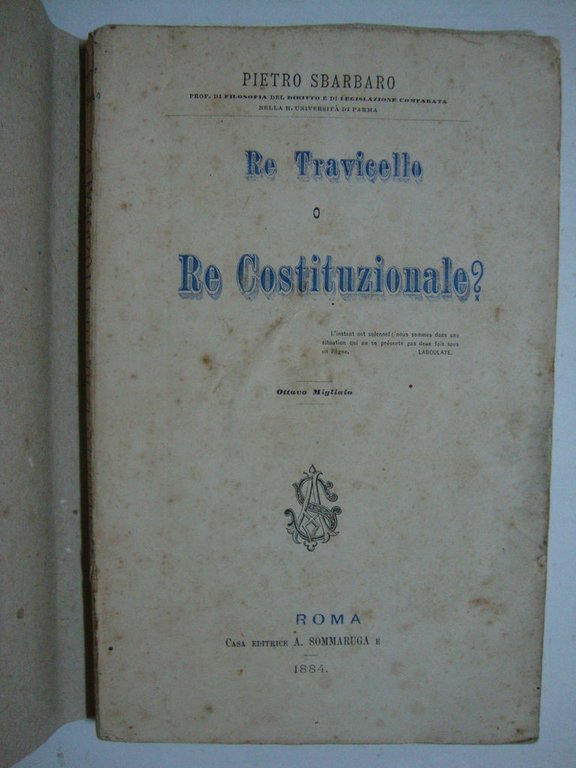 PIETRO SBARBARO
PROF. DI FILOSOFIA DEL DIRITTO E DI LEGISLAZIONE COMPARATA
NELLA R. UNIVERSITÀ DI PARMA
Re Travicello
O
Re Costituzionale?
L'instant est solennel; nous sommes dans une
situation qui ne se présente pas deux fois sous
un Règne. LABOULAYE.
Ottavo Migliaio
ROMA
CASA EDITRICE A. SOMMARUGA E
1884.